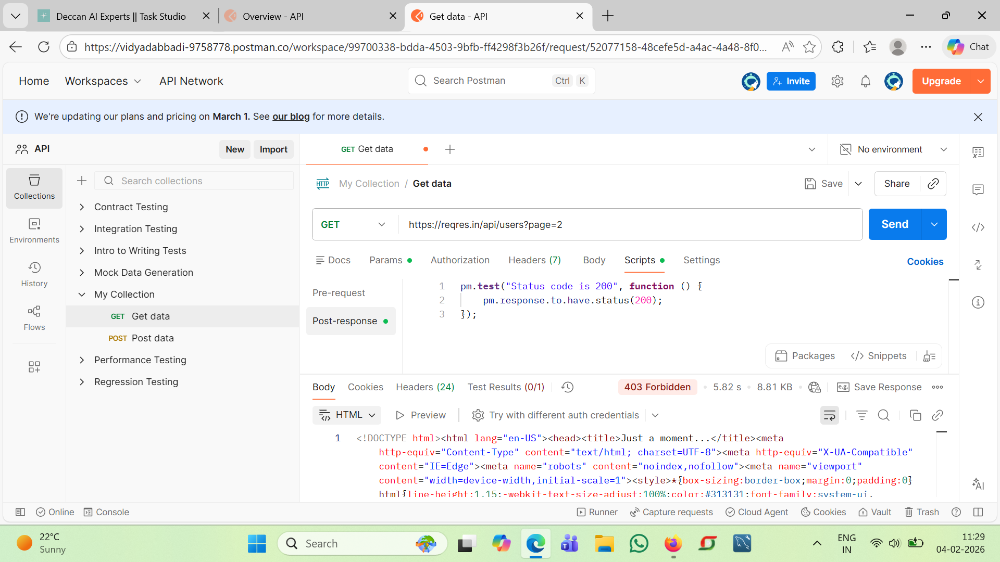 Deccan AI Experts || Task Studio
Overview - API
Get data - API
https://vidyadabbadi-9758778.postman.co/workspace/99700338-bdda-4503-9bfb-ff4298f3b26f/request/52077158-48cefe5d-a4ac-4a48-8f0...
Chat
Home
Workspaces
API Network
Search Postman
Ctrl
K
Invite
Upgrade
We're updating our plans and pricing on March 1. See our blog for more details.
API
New
Import
GET Get data
No environment
Collections
Environments
History
Flows
Search collections
Contract Testing
Integration Testing
Intro to Writing Tests
Mock Data Generation
My Collection
GET Get data
POST Post data
Performance Testing
Regression Testing
HTTP
My Collection / Get data
Save
Share
GET
https://reqres.in/api/users?page=2
Send
Docs
Params
Authorization
Headers (7)
Body
Scripts
Settings
Cookies
Pre-request
Post-response
1 pm.test("Status code is 200", function () {
2 pm.response.to.have.status(200);
3 });
Packages
Snippets
Body
Cookies
Headers (24)
Test Results (0/1)
403 Forbidden
5.82 s
8.81 KB
e.g.
Save Response
HTML
Preview
Try with different auth credentials
1 <!DOCTYPE html><html lang="en-US"><head><title>Just a moment...</title><meta
http-equiv="Content-Type" content="text/html; charset=UTF-8"><meta http-equiv="X-UA-Compatible"
content="IE=Edge"><meta name="robots" content="noindex,nofollow"><meta name="viewport"
content="width=device-width,initial-scale=1"><style>*{box-sizing:border-box;margin:0;padding:0}
html{line-height:1.15;-webkit-text-size-adjust:100%;color:#313131;font-family:system-ui,
AI
Online
Console
Runner
Capture requests
Cloud Agent
Cookies
Vault
Trash
22°C
Sunny
Search
ENG
IN
11:29
04-02-2026